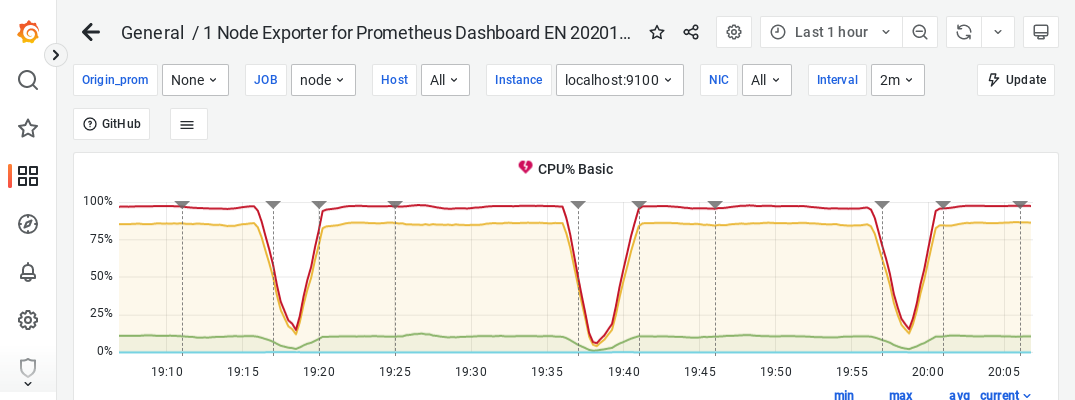 General / 1 Node Exporter for Prometheus Dashboard EN 20201... Last 1 hour
Origin_prom None JOB node Host All Instance localhost:9100 NIC All Interval 2m Update
GitHub
CPU% Basic
100%
75%
50%
25%
0%
19:10 19:15 19:20 19:25 19:30 19:35 19:40 19:45 19:50 19:55 20:00 20:05
min max avg current